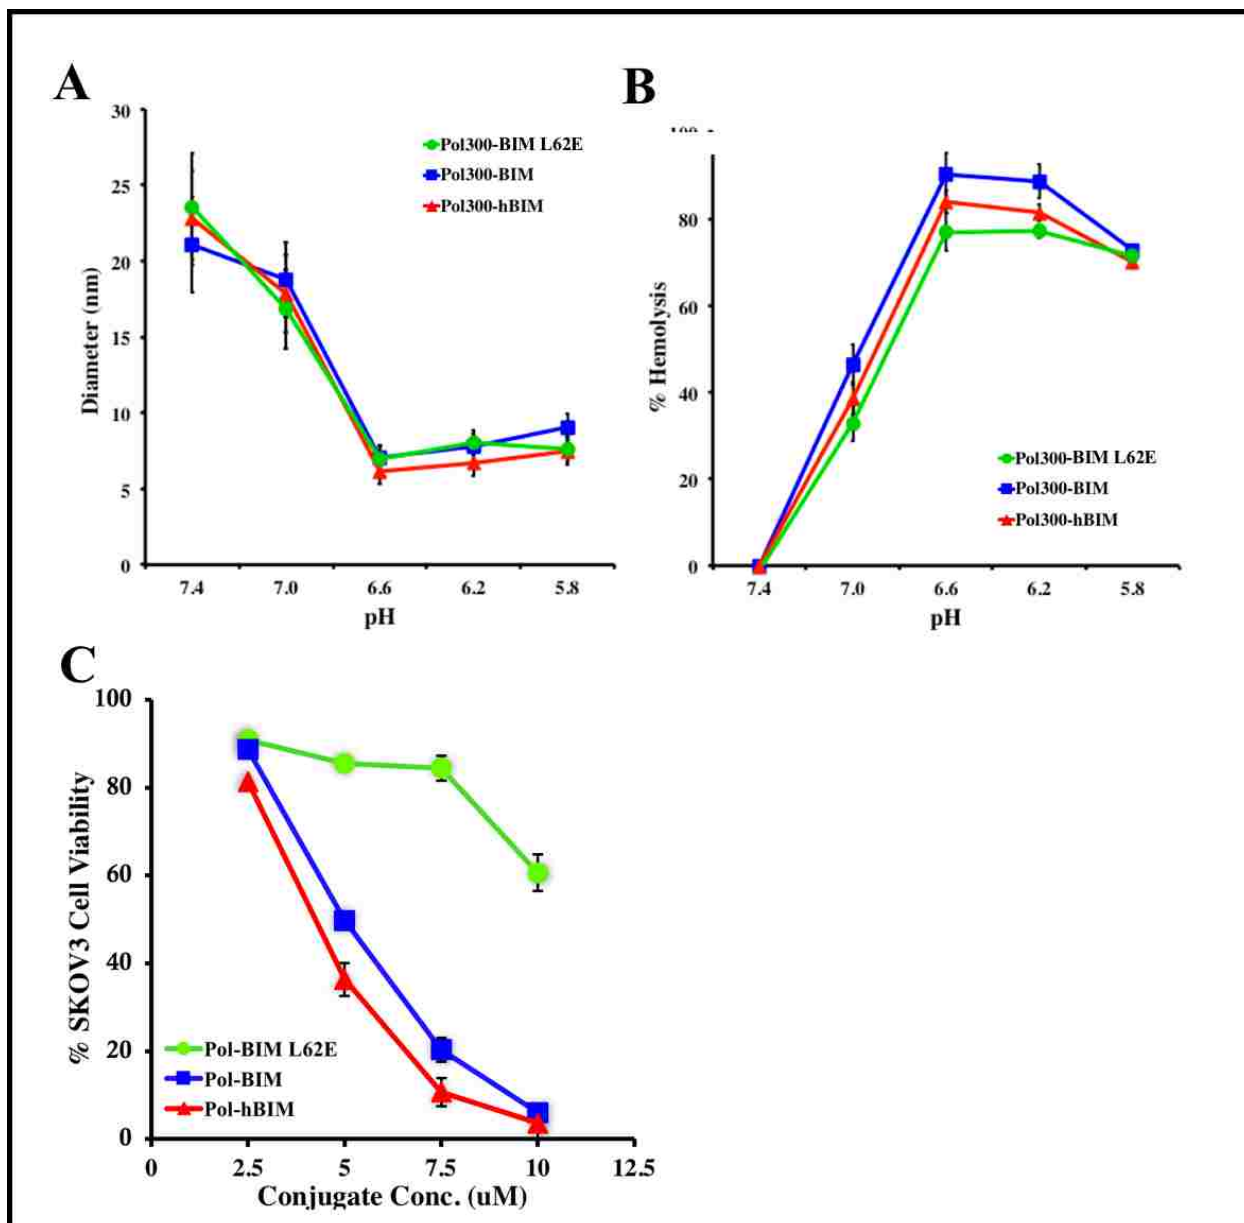 A
30
25
20
15
10
5
0
Diameter (nm)
Pol300-BIM L62E
Pol300-BIM
Pol300-hBIM
7.4 7.0 6.6 6.2 5.8
pH
B
100
80
60
40
20
0
% Hemolysis
Pol300-BIM L62E
Pol300-BIM
Pol300-hBIM
7.4 7.0 6.6 6.2 5.8
pH
C
100
80
60
40
20
0
% SKOV3 Cell Viability
Pol-BIM L62E
Pol-BIM
Pol-hBIM
0 2.5 5 7.5 10 12.5
Conjugate Conc. (uM)